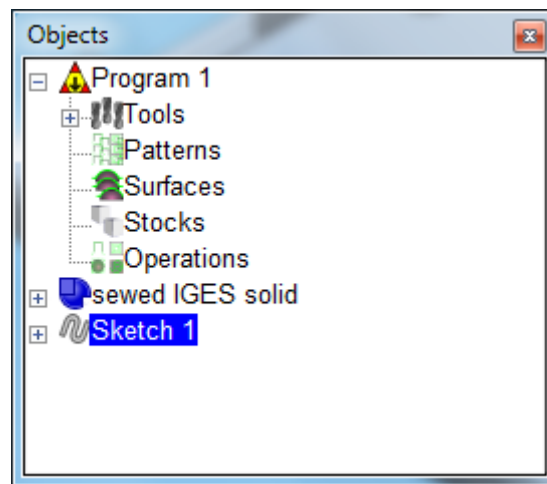 Objects
Program 1
Tools
Patterns
Surfaces
Stocks
Operations
sewed IGES solid
Sketch 1